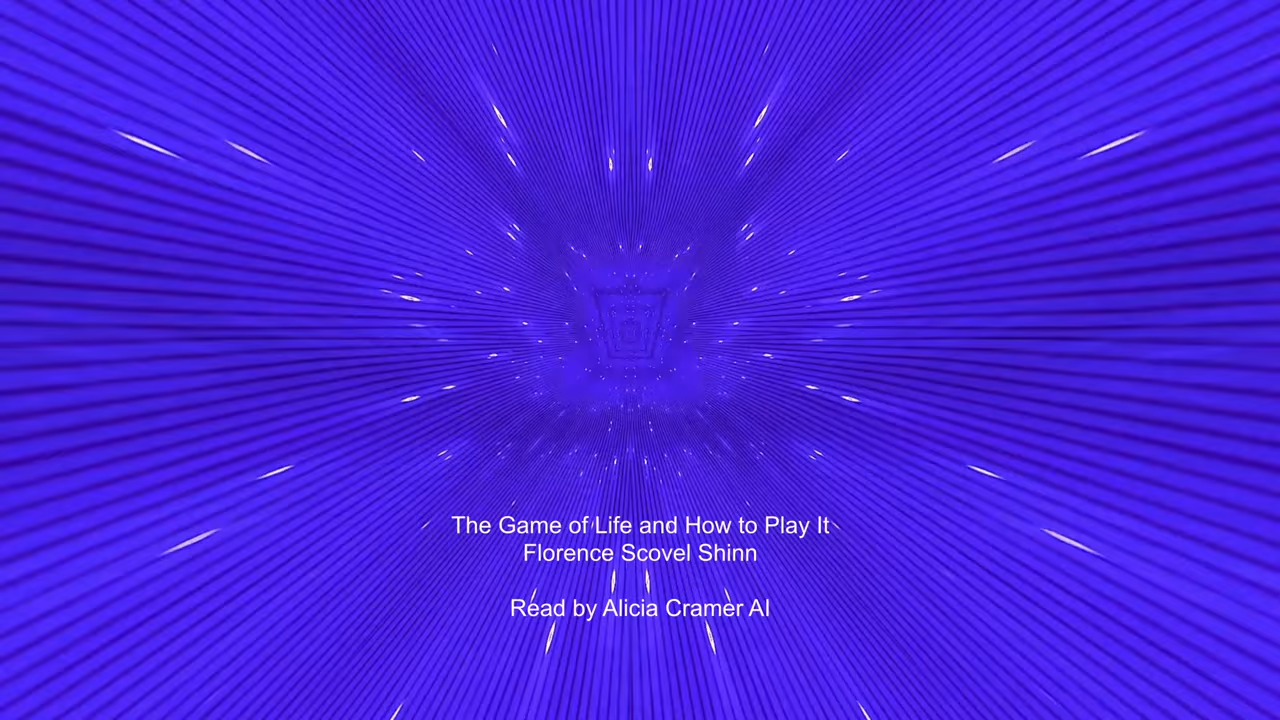 The Game of Life and How to Play It
Florence Scovel Shinn
Read by Alicia Cramer AI